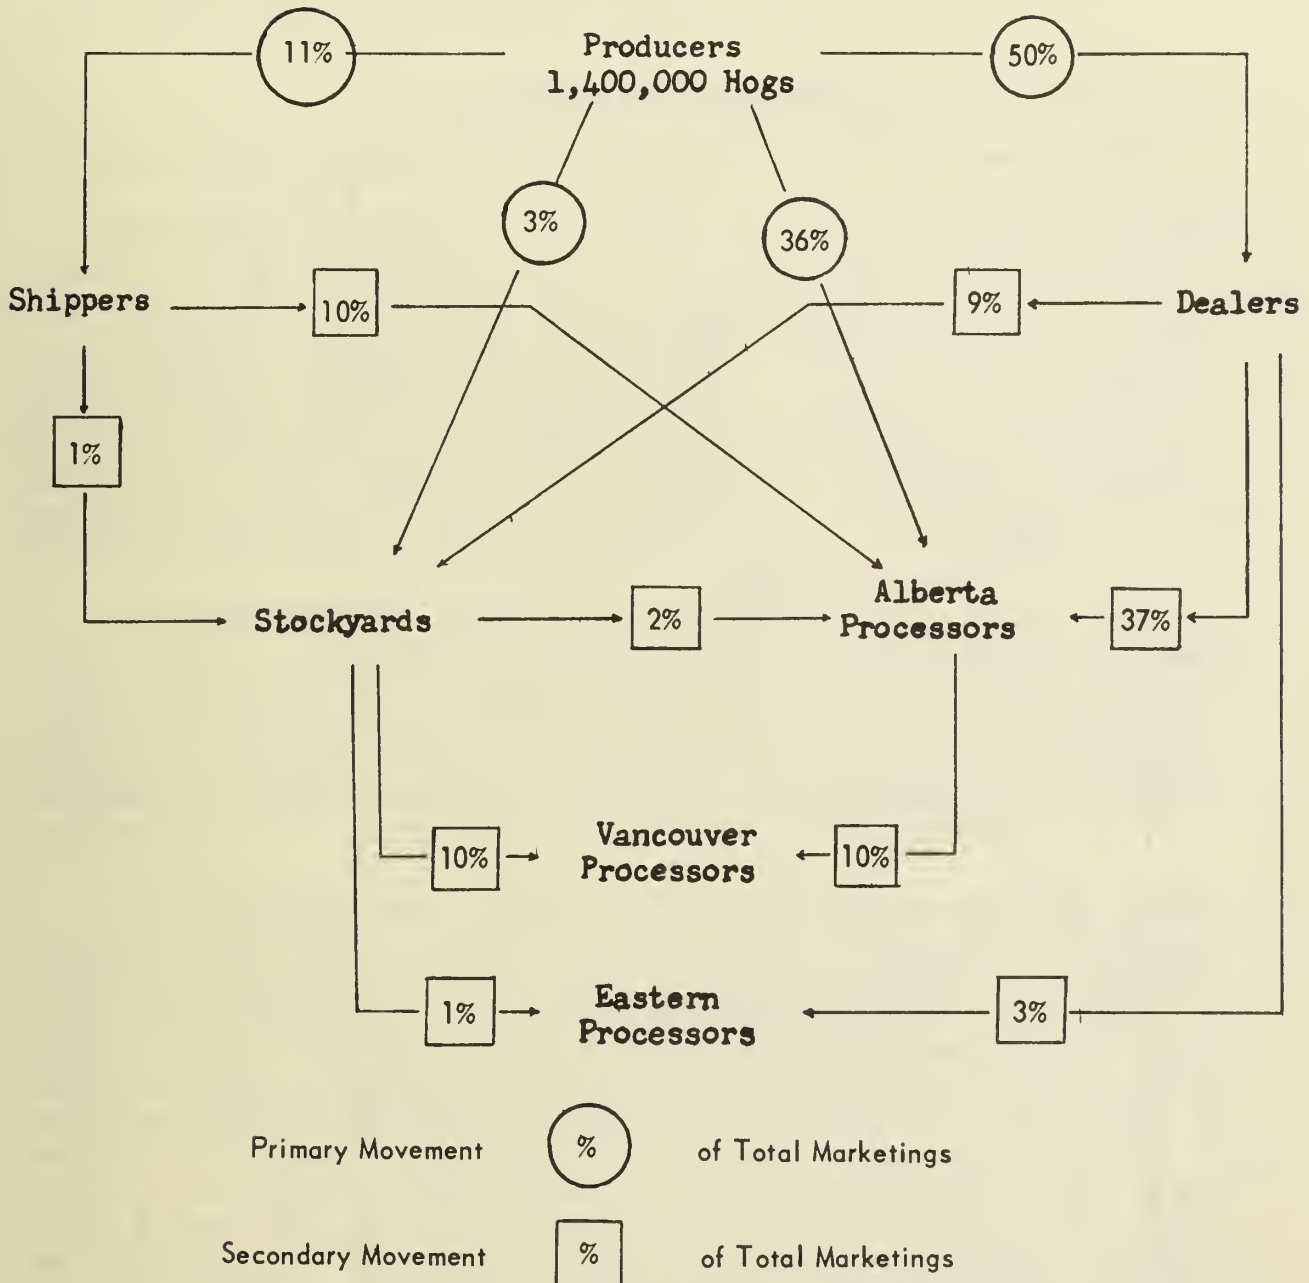 11%
Producers
1,400,000 Hogs
50%
3%
36%
Shippers
10%
9%
Dealers
1%
Stockyards
2%
Alberta
Processors
37%
10%
Vancouver
Processors
10%
1%
Eastern
Processors
3%
Primary Movement % of Total Marketings
Secondary Movement % of Total Marketings